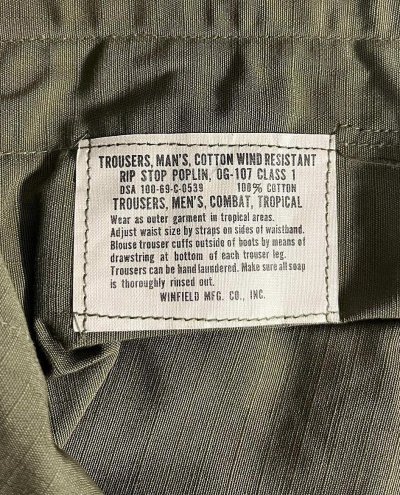 TROUSERS, MAN'S, COTTON WIND RESISTANT
RIP STOP POPLIN, OG-107 CLASS 1
DSA 100-69-C-0539 100% COTTON
TROUSERS, MEN'S, COMBAT, TROPICAL
Wear as outer garment in tropical areas.
Adjust waist size by straps on sides of waistband.
Blouse trouser cuffs outside of boots by means of
drawstring at bottom of each trouser leg.
Trousers can be hand laundered. Make sure all soap
is thoroughly rinsed out.
WINFIELD MFG. CO., INC.